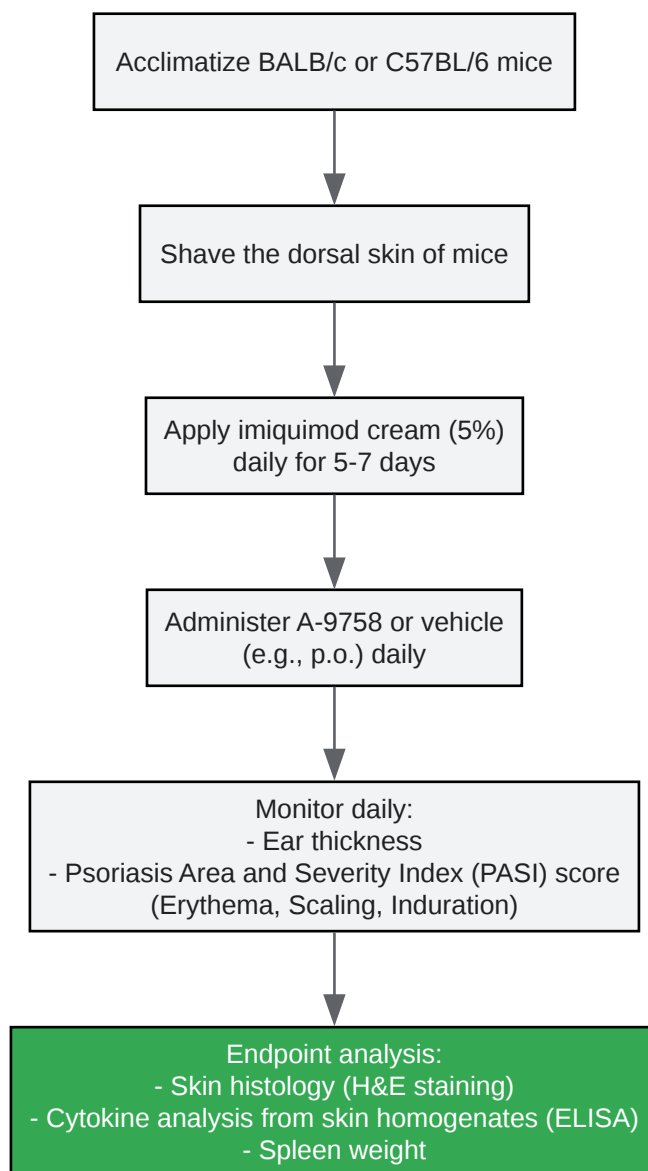 Acclimatize BALB/c or C57BL/6 mice
Shave the dorsal skin of mice
Apply imiquimod cream (5%)
daily for 5-7 days
Administer A-9758 or vehicle
(e.g., p.o.) daily
Monitor daily:
- Ear thickness
- Psoriasis Area and Severity Index (PASI) score
(Erythema, Scaling, Induration)
Endpoint analysis:
- Skin histology (H&E staining)
- Cytokine analysis from skin homogenates (ELISA)
- Spleen weight